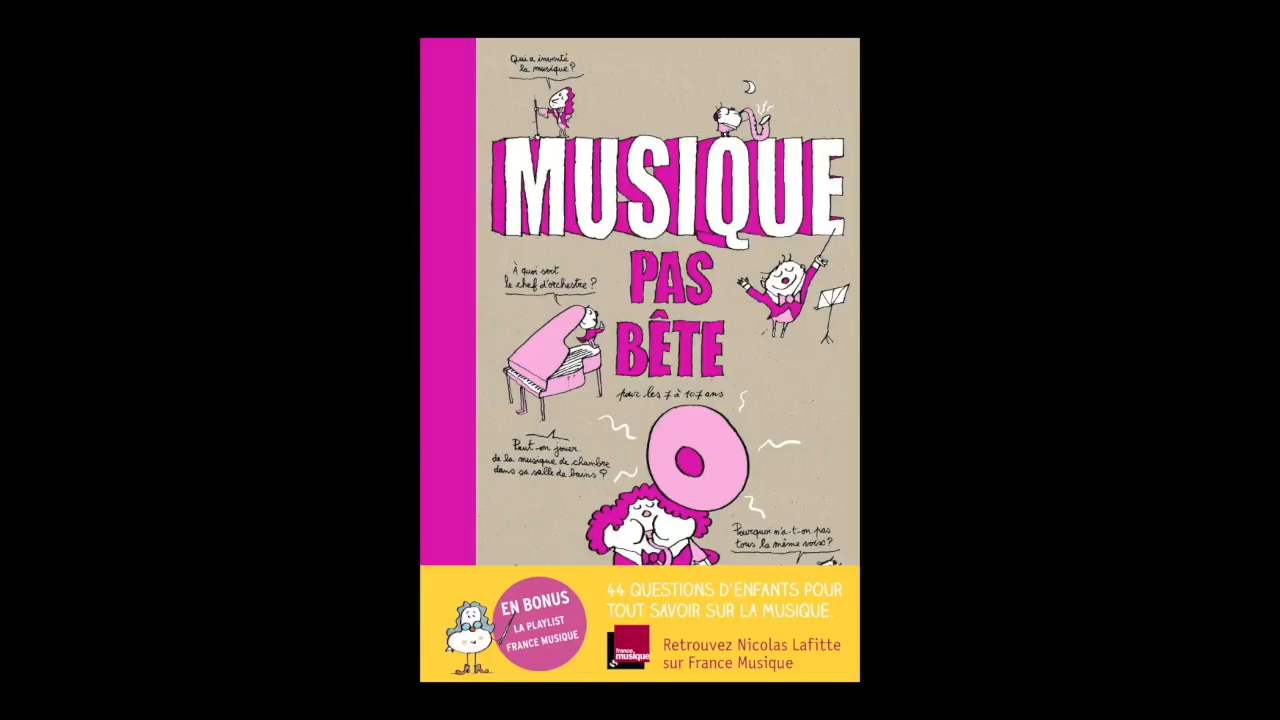 Qui a inventé
la musique ?
MUSIQUE
PAS
BÊTE
À quoi sert
le chef d'orchestre ?
pour les 7 à 107 ans
Peut-on jouer
de la musique de chambre
dans sa salle de bains ?
Pourquoi n'a-t-on pas
tous la même voix ?
EN BONUS
LA PLAYLIST
FRANCE MUSIQUE
44 QUESTIONS D'ENFANTS POUR
TOUT SAVOIR SUR LA MUSIQUE.
france
musique
Retrouvez Nicolas Lafitte
sur France Musique